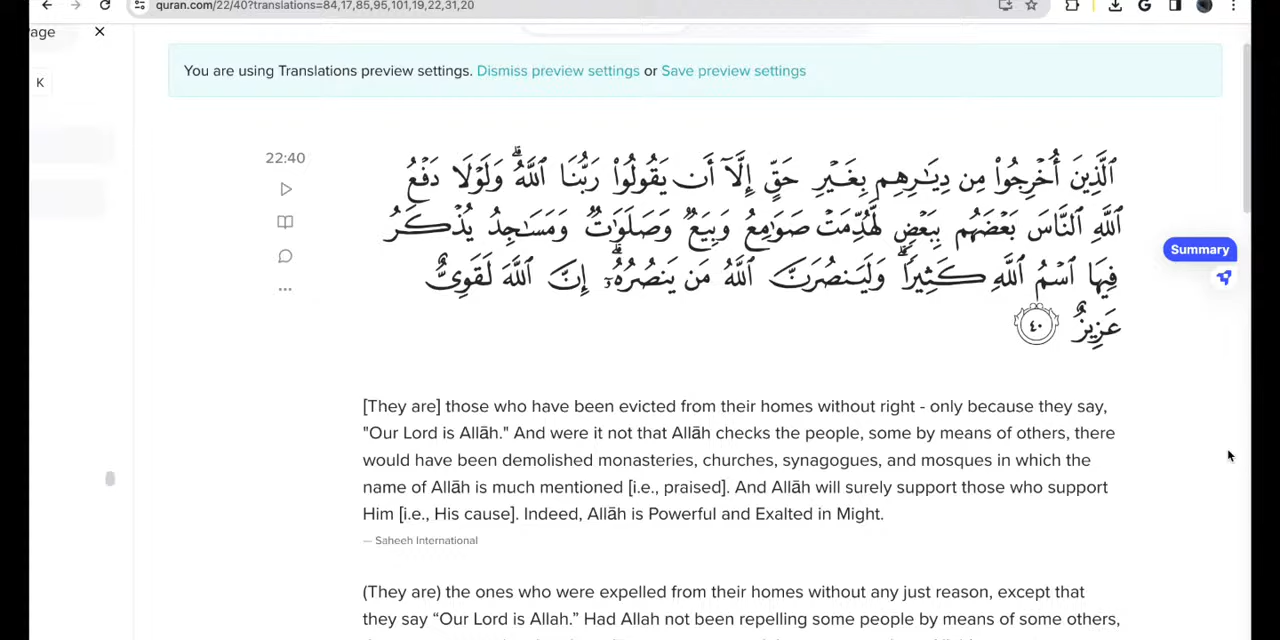 quran.com/22/40?translations=84,17,85,95,101,19,22,31,20
age
K
You are using Translations preview settings. Dismiss preview settings or Save preview settings
22:40
ٱلَّذِينَ أُخْرِجُوا۟ مِن دِيَـٰرِهِم بِغَيْرِ حَقٍّ إِلَّآ أَن يَقُولُوا۟ رَبُّنَا ٱللَّهُ ۗ وَلَوْلَا دَفْعُ
ٱللَّهِ ٱلنَّاسَ بَعْضَهُم بِبَعْضٍ لَّهُدِّمَتْ صَوَٰمِعُ وَبِيَعٌ وَصَلَوَٰتٌ وَمَسَـٰجِدُ يُذْكَرُ
فِيهَا ٱسْمُ ٱللَّهِ كَثِيرًا ۗ وَلَيَنصُرَنَّ ٱللَّهُ مَن يَنصُرُهُۥٓ ۗ إِنَّ ٱللَّهَ لَقَوِىٌّ
عَزِيزٌ ٤٠
Summary
[They are] those who have been evicted from their homes without right - only because they say,
"Our Lord is Allāh." And were it not that Allāh checks the people, some by means of others, there
would have been demolished monasteries, churches, synagogues, and mosques in which the
name of Allāh is much mentioned [i.e., praised]. And Allāh will surely support those who support
Him [i.e., His cause]. Indeed, Allāh is Powerful and Exalted in Might.
— Saheeh International
(They are) the ones who were expelled from their homes without any just reason, except that
they say “Our Lord is Allah.” Had Allah not been repelling some people by means of some others,